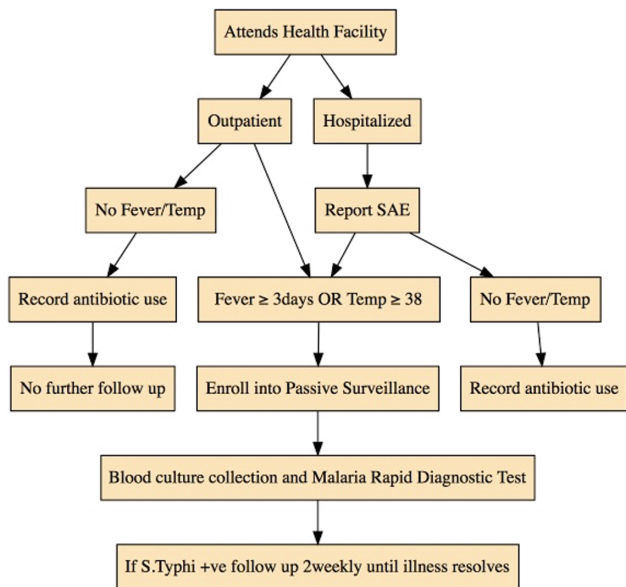 Attends Health Facility
Outpatient
Hospitalized
No Fever/Temp
Report SAE
Record antibiotic use
Fever ≥ 3days OR Temp ≥ 38
No Fever/Temp
No further follow up
Enroll into Passive Surveillance
Record antibiotic use
Blood culture collection and Malaria Rapid Diagnostic Test
If S.Typhi +ve follow up 2weekly until illness resolves